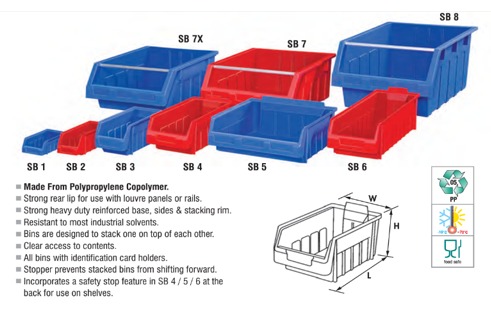 SB 8
SB 7X
SB 7
SB 1
SB 2
SB 3
SB 4
SB 5
SB 6
Made From Polypropylene Copolymer.
Strong rear lip for use with louvre panels or rails.
Strong heavy duty reinforced base, sides & stacking rim.
Resistant to most industrial solvents.
Bins are designed to stack one on top of each other.
Clear access to contents.
All bins with identification card holders.
Stopper prevents stacked bins from shifting forward.
Incorporates a safety stop feature in SB 4 / 5 / 6 at the
back for use on shelves.
W
H
L
05
PP
food safe